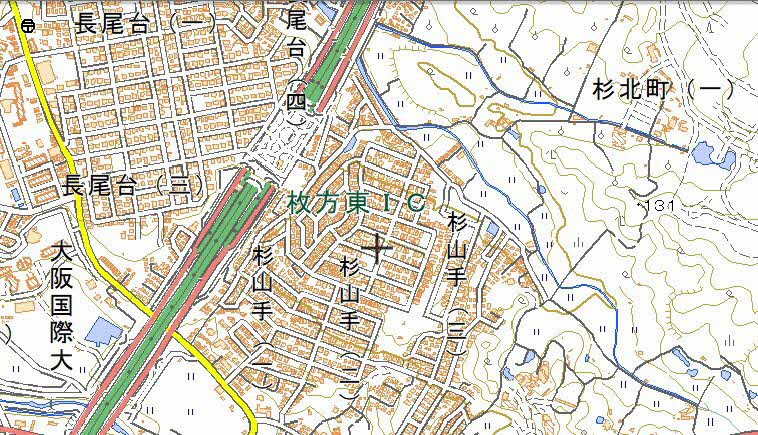 長尾台（一）
尾台（四）
杉北町（一）
長尾台（三）
枚方東ＩＣ
131
大阪国際大
杉山手（一）
杉山手（二）
杉山手（三）